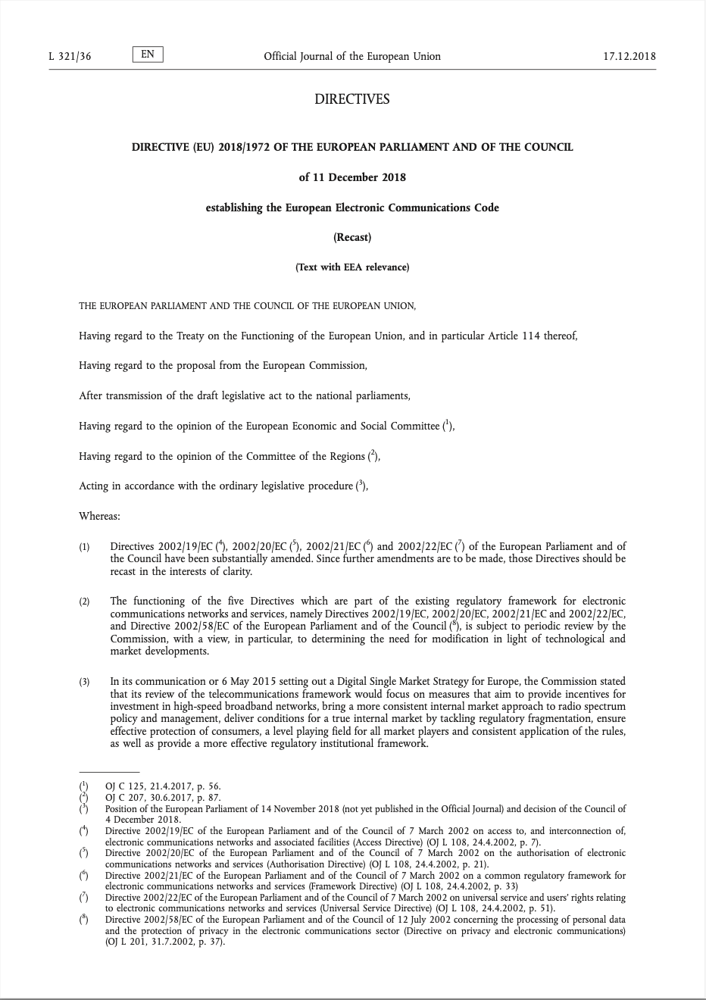 L 321/36 EN Official Journal of the European Union 17.12.2018
DIRECTIVES
DIRECTIVE (EU) 2018/1972 OF THE EUROPEAN PARLIAMENT AND OF THE COUNCIL
of 11 December 2018
establishing the European Electronic Communications Code
(Recast)
(Text with EEA relevance)
THE EUROPEAN PARLIAMENT AND THE COUNCIL OF THE EUROPEAN UNION,
Having regard to the Treaty on the Functioning of the European Union, and in particular Article 114 thereof,
Having regard to the proposal from the European Commission,
After transmission of the draft legislative act to the national parliaments,
Having regard to the opinion of the European Economic and Social Committee (1),
Having regard to the opinion of the Committee of the Regions (2),
Acting in accordance with the ordinary legislative procedure (3),
Whereas:
(1) Directives 2002/19/EC (4), 2002/20/EC (5), 2002/21/EC (6) and 2002/22/EC (7) of the European Parliament and of
the Council have been substantially amended. Since further amendments are to be made, those Directives should be
recast in the interests of clarity.
(2) The functioning of the five Directives which are part of the existing regulatory framework for electronic
communications networks and services, namely Directives 2002/19/EC, 2002/20/EC, 2002/21/EC and 2002/22/EC,
and Directive 2002/58/EC of the European Parliament and of the Council (8), is subject to periodic review by the
Commission, with a view, in particular, to determining the need for modification in light of technological and
market developments.
(3) In its communication or 6 May 2015 setting out a Digital Single Market Strategy for Europe, the Commission stated
that its review of the telecommunications framework would focus on measures that aim to provide incentives for
investment in high-speed broadband networks, bring a more consistent internal market approach to radio spectrum
policy and management, deliver conditions for a true internal market by tackling regulatory fragmentation, ensure
effective protection of consumers, a level playing field for all market players and consistent application of the rules,
as well as provide a more effective regulatory institutional framework.
(1) OJ C 125, 21.4.2017, p. 56.
(2) OJ C 207, 30.6.2017, p. 87.
(3) Position of the European Parliament of 14 November 2018 (not yet published in the Official Journal) and decision of the Council of
4 December 2018.
(4) Directive 2002/19/EC of the European Parliament and of the Council of 7 March 2002 on access to, and interconnection of,
electronic communications networks and associated facilities (Access Directive) (OJ L 108, 24.4.2002, p. 7).
(5) Directive 2002/20/EC of the European Parliament and of the Council of 7 March 2002 on the authorisation of electronic
communications networks and services (Authorisation Directive) (OJ L 108, 24.4.2002, p. 21).
(6) Directive 2002/21/EC of the European Parliament and of the Council of 7 March 2002 on a common regulatory framework for
electronic communications networks and services (Framework Directive) (OJ L 108, 24.4.2002, p. 33)
(7) Directive 2002/22/EC of the European Parliament and of the Council of 7 March 2002 on universal service and users' rights relating
to electronic communications networks and services (Universal Service Directive) (OJ L 108, 24.4.2002, p. 51).
(8) Directive 2002/58/EC of the European Parliament and of the Council of 12 July 2002 concerning the processing of personal data
and the protection of privacy in the electronic communications sector (Directive on privacy and electronic communications)
(OJ L 201, 31.7.2002, p. 37).